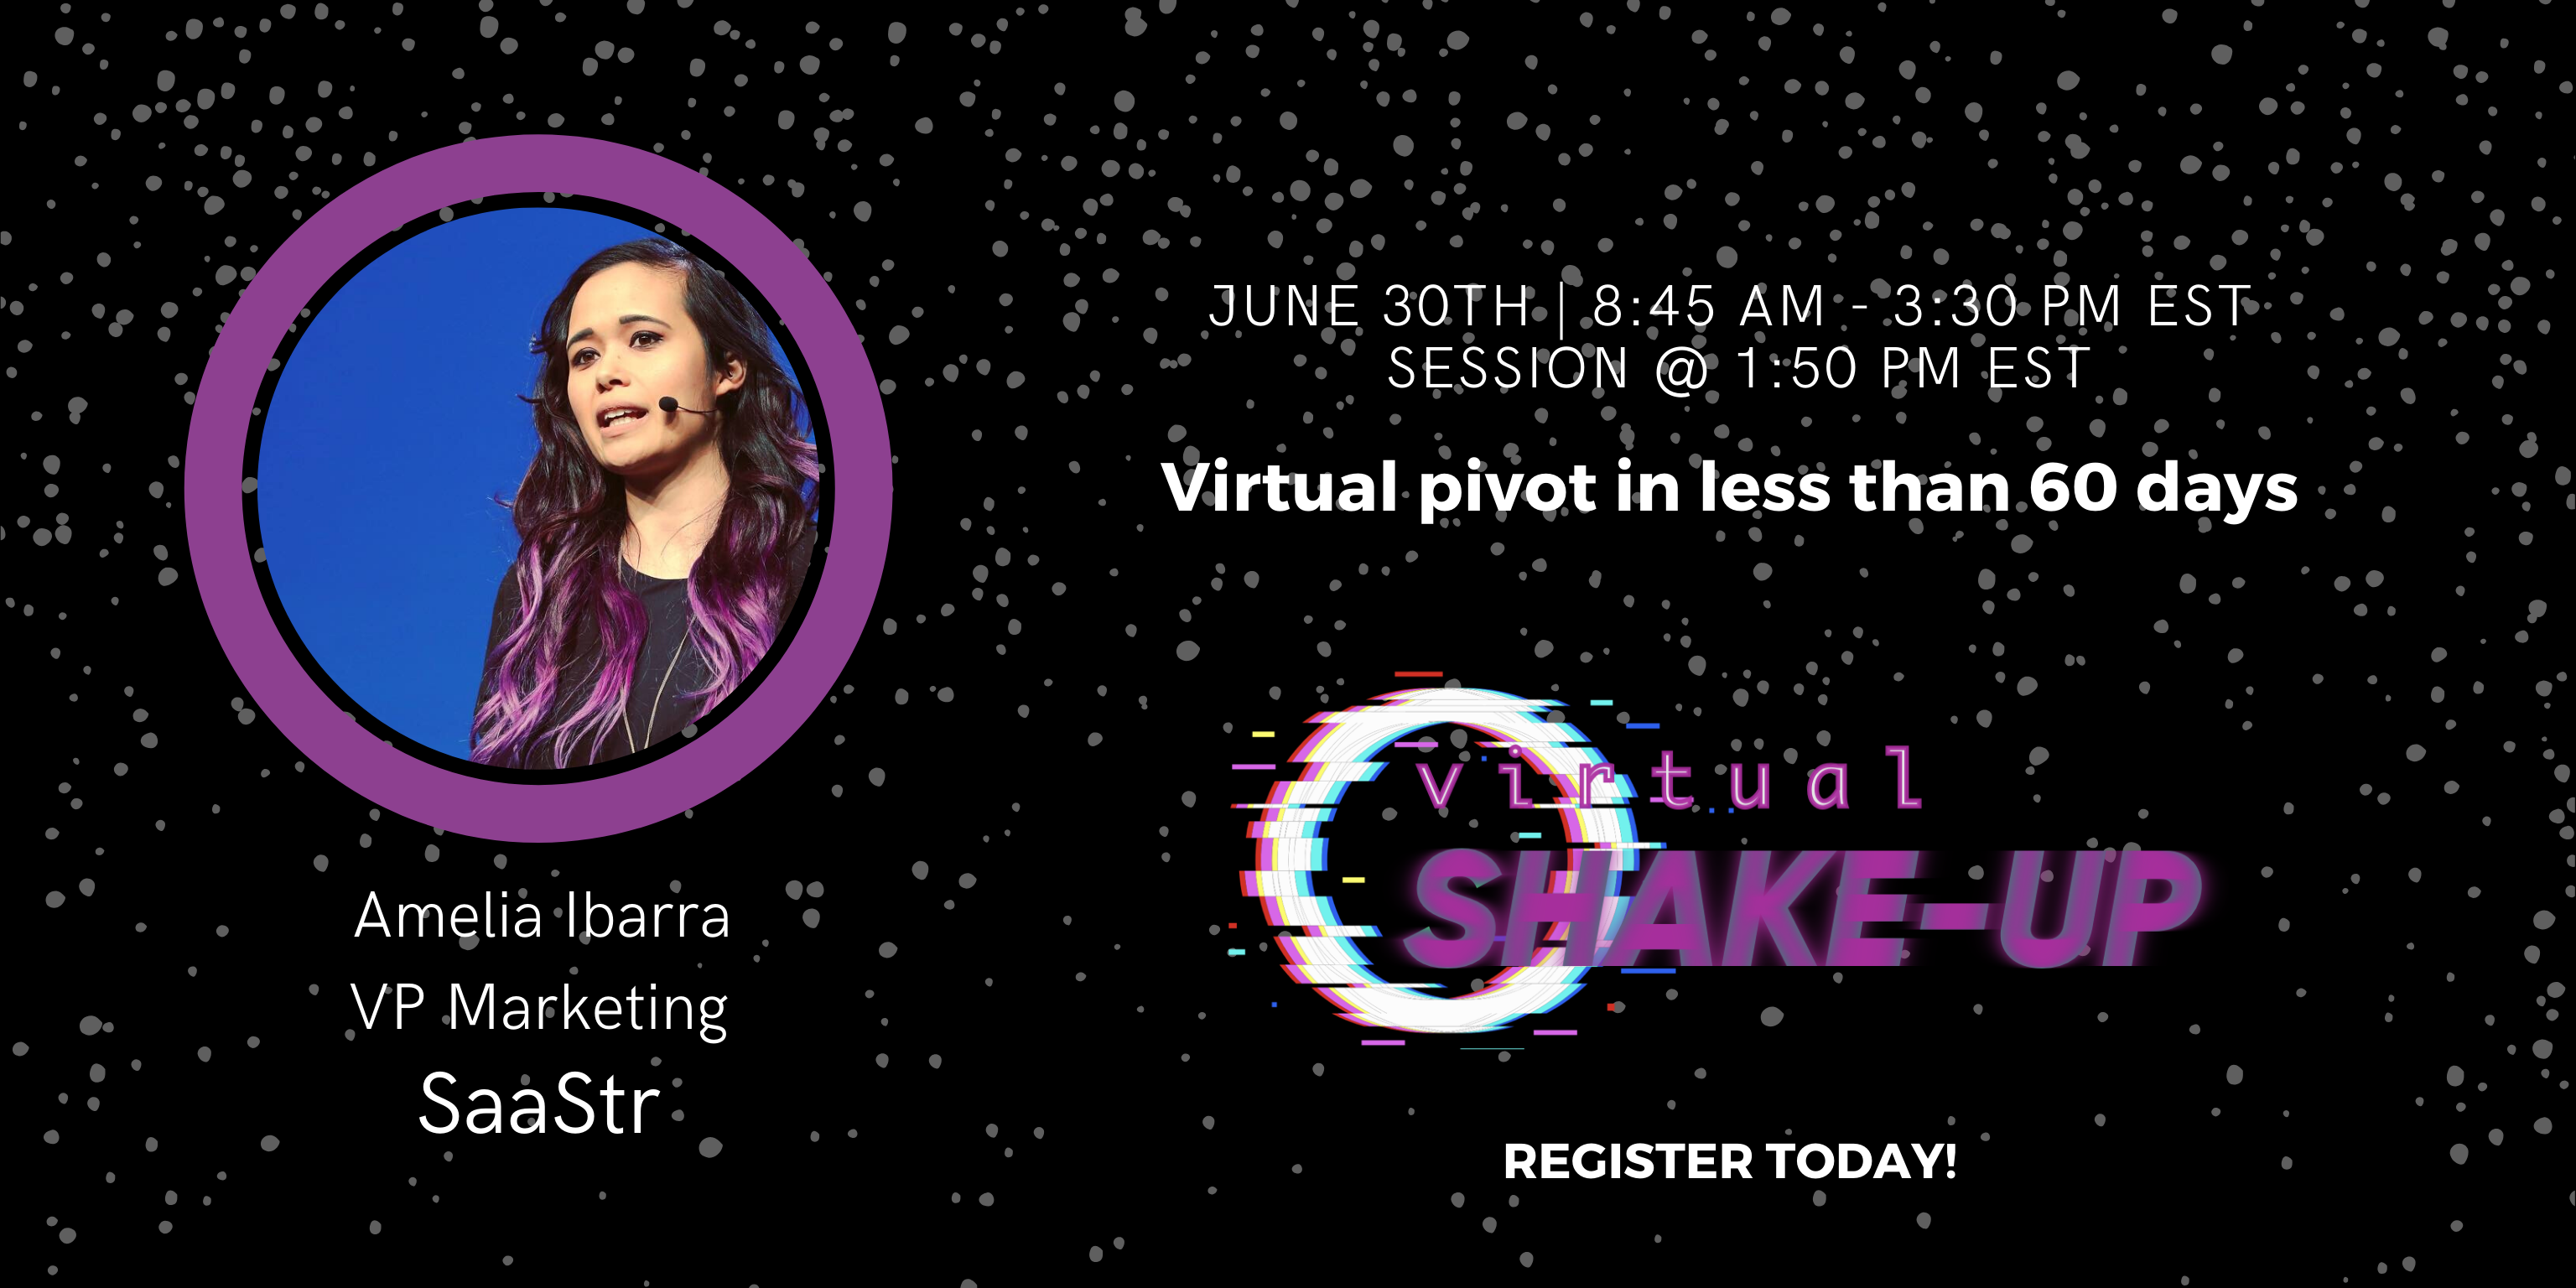 JUNE 30TH | 8:45 AM - 3:30 PM EST
SESSION @ 1:50 PM EST
Virtual pivot in less than 60 days
virtual
SHAKE-UP
REGISTER TODAY!
Amelia Ibarra
VP Marketing
SaaStr